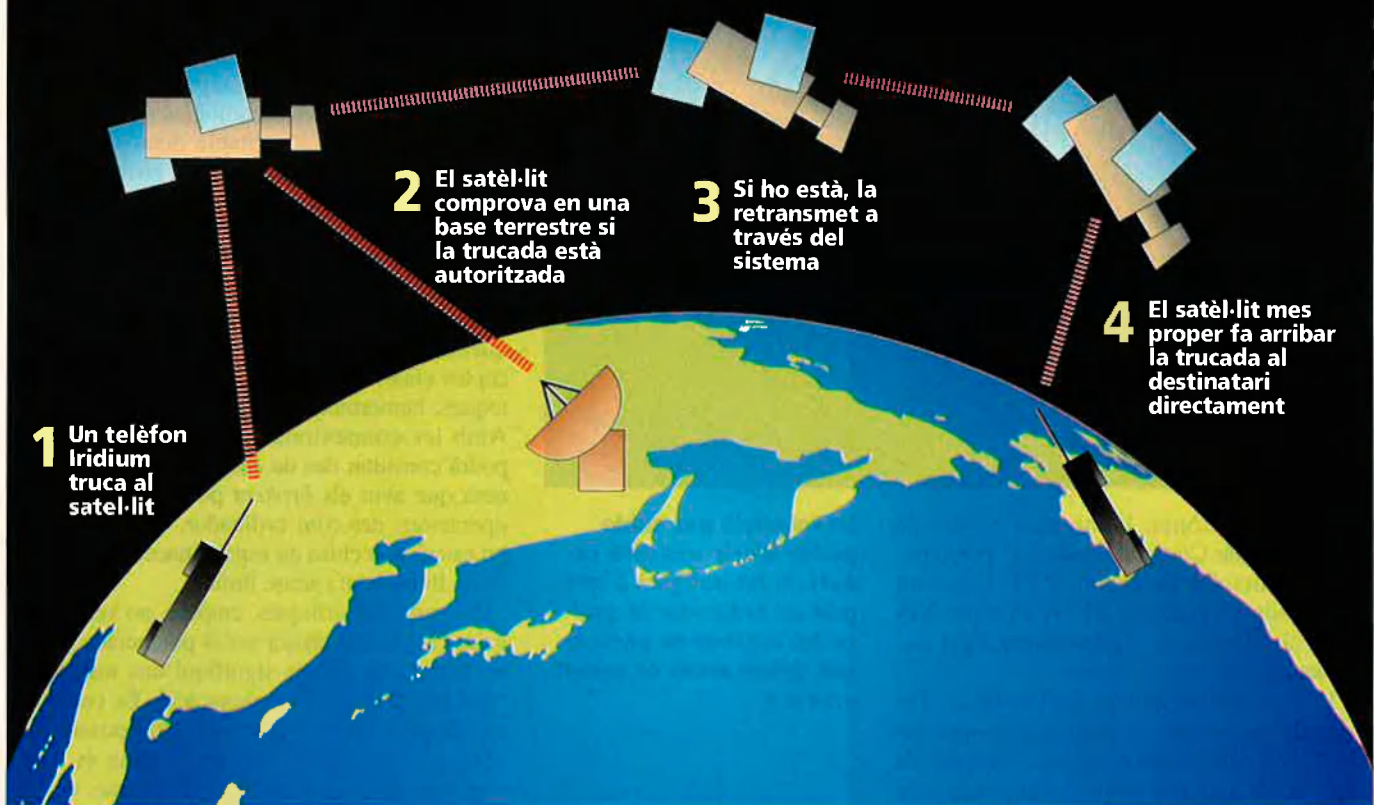 1 Un telèfon
Iridium
truca al
satel·lit
2 El satèl·lit
comprova en una
base terrestre si
la trucada està
autoritzada
3 Si ho està, la
retransmet a
través del
sistema
4 El satèl·lit mes
proper fa arribar
la trucada al
destinatari
directament